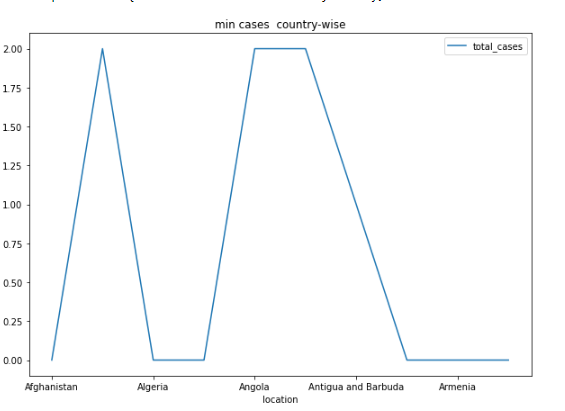 min cases country-wise
total_cases
2.00
1.75
1.50
1.25
1.00
0.75
0.50
0.25
0.00
Afghanistan Algeria Angola Antigua and Barbuda Armenia
location